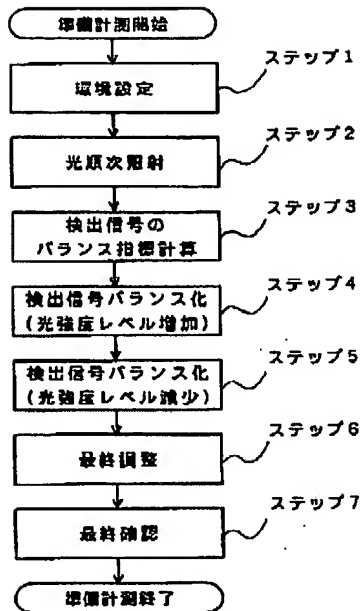 準備計測開始
ステップ1
環境設定
ステップ2
光順次照射
ステップ3
検出信号の
バランス指標計算
ステップ4
検出信号バランス化
(光強度レベル増加)
ステップ5
検出信号バランス化
(光強度レベル減少)
ステップ6
最終調整
ステップ7
最終確認
準備計測終了